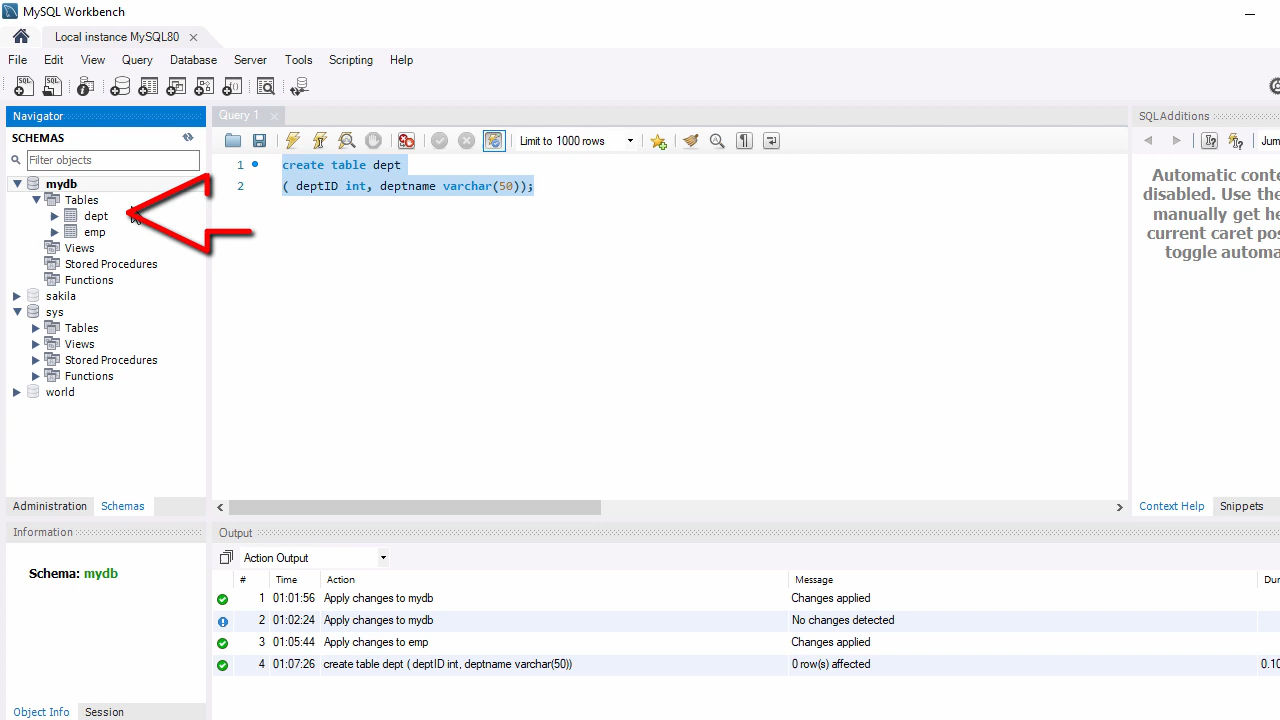 MySQL Workbench
Local instance MySQL80
File Edit View Query Database Server Tools Scripting Help
Navigator
SCHEMAS
Filter objects
mydb
Tables
dept
emp
Views
Stored Procedures
Functions
sakila
sys
Tables
Views
Stored Procedures
Functions
world
Administration Schemas
Information
Schema: mydb
Object Info Session
Query 1
Limit to 1000 rows
1 create table dept
2 ( deptID int, deptname varchar(50));
SQLAdditions
Jum
Automatic conte
disabled. Use the
manually get he
current caret pos
toggle automa
Context Help Snippets
Output
Action Output
# Time Action Message Dur
1 01:01:56 Apply changes to mydb Changes applied
2 01:02:24 Apply changes to mydb No changes detected
3 01:05:44 Apply changes to emp Changes applied
4 01:07:26 create table dept ( deptID int, deptname varchar(50)) 0 row(s) affected 0.10